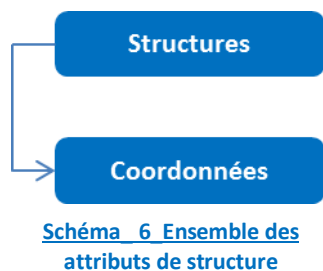 Structures
Coordonnées
Schéma_ 6_Ensemble des
attributs de structure